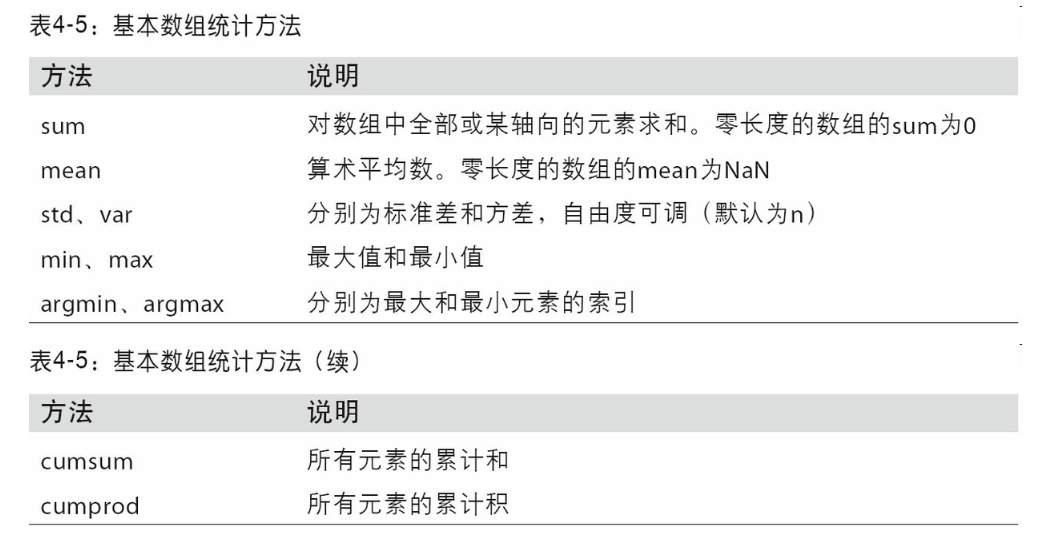 表4-5：基本数组统计方法
方法 说明
sum 对数组中全部或某轴向的元素求和。零长度的数组的sum为0
mean 算术平均数。零长度的数组的mean为NaN
std、var 分别为标准差和方差，自由度可调（默认为n）
min、max 最大值和最小值
argmin、argmax 分别为最大和最小元素的索引
表4-5：基本数组统计方法（续）
方法 说明
cumsum 所有元素的累计和
cumprod 所有元素的累计积